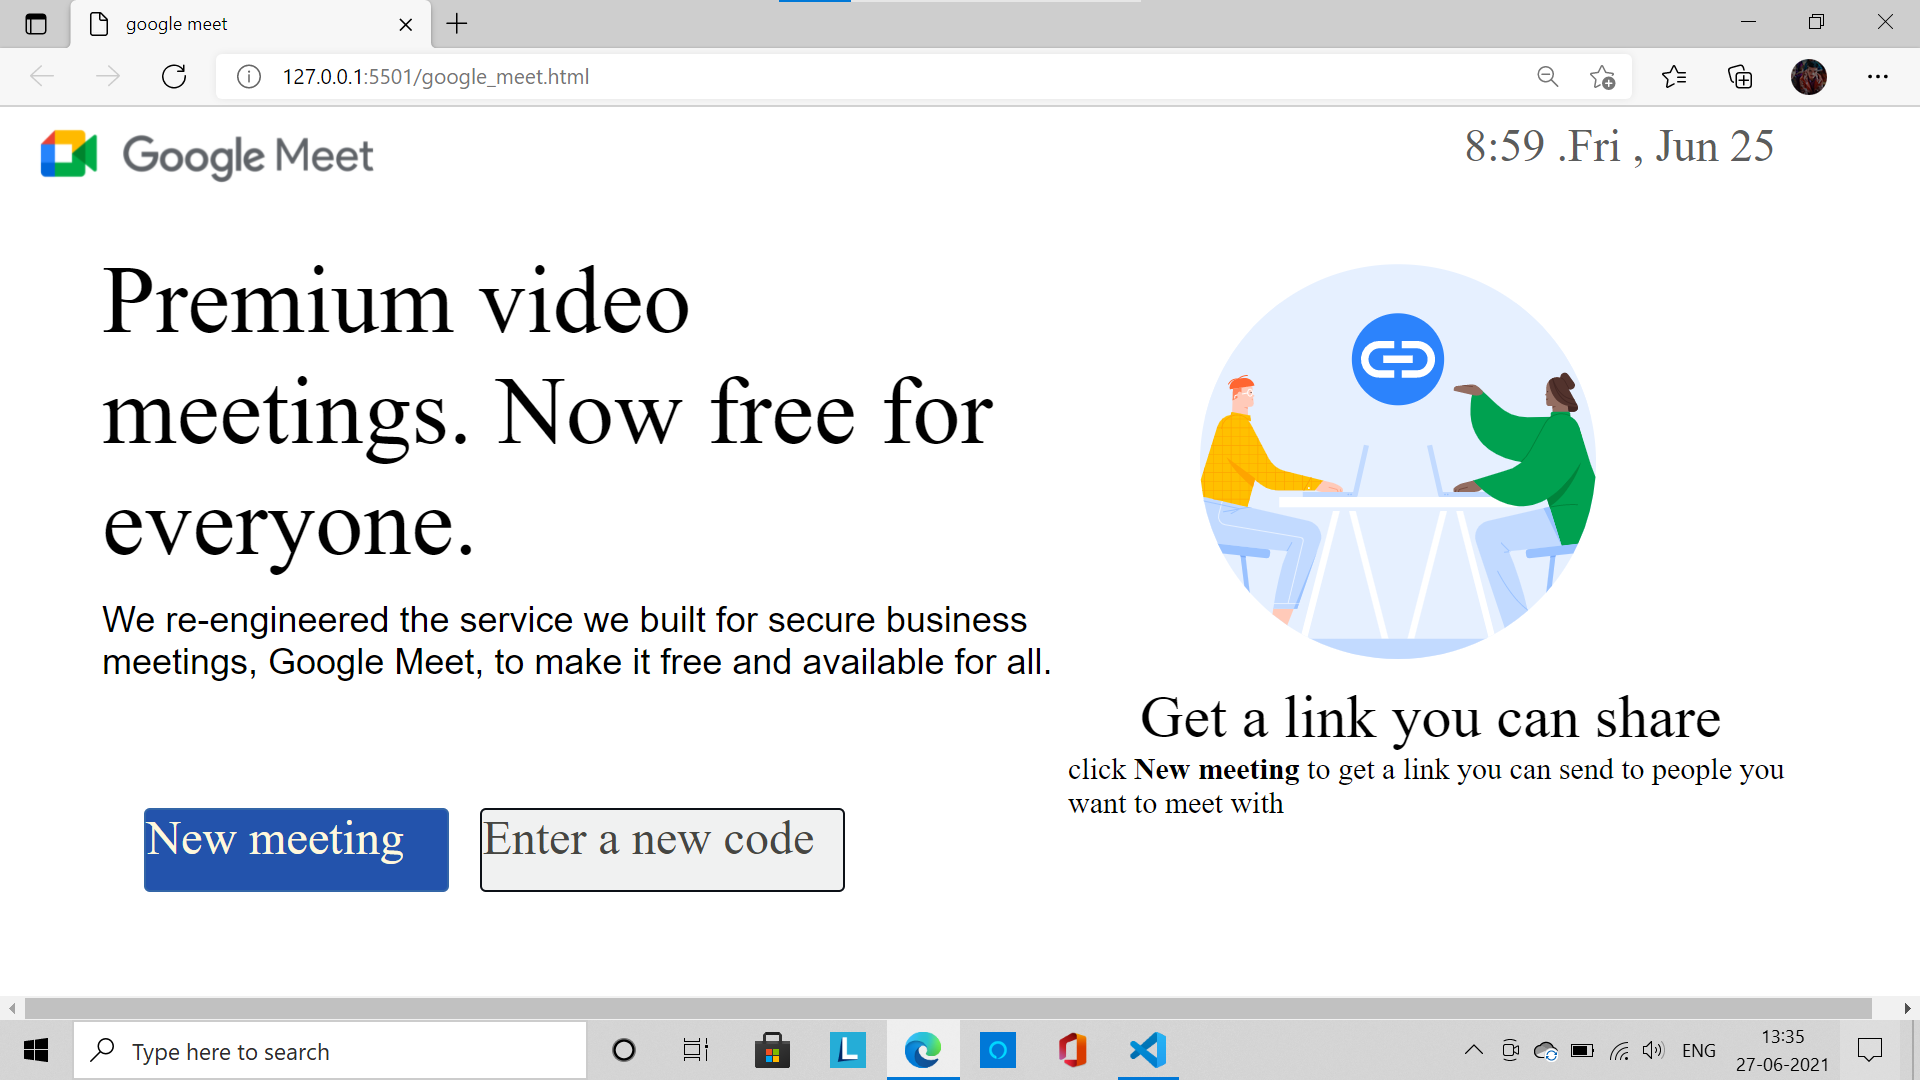 google meet
127.0.0.1:5501/google_meet.html
Google Meet
8:59 .Fri , Jun 25
Premium video
meetings. Now free for
everyone.
We re-engineered the service we built for secure business
meetings, Google Meet, to make it free and available for all.
New meeting
Enter a new code
Get a link you can share
click New meeting to get a link you can send to people you
want to meet with
Type here to search
L
ENG
13:35
27-06-2021